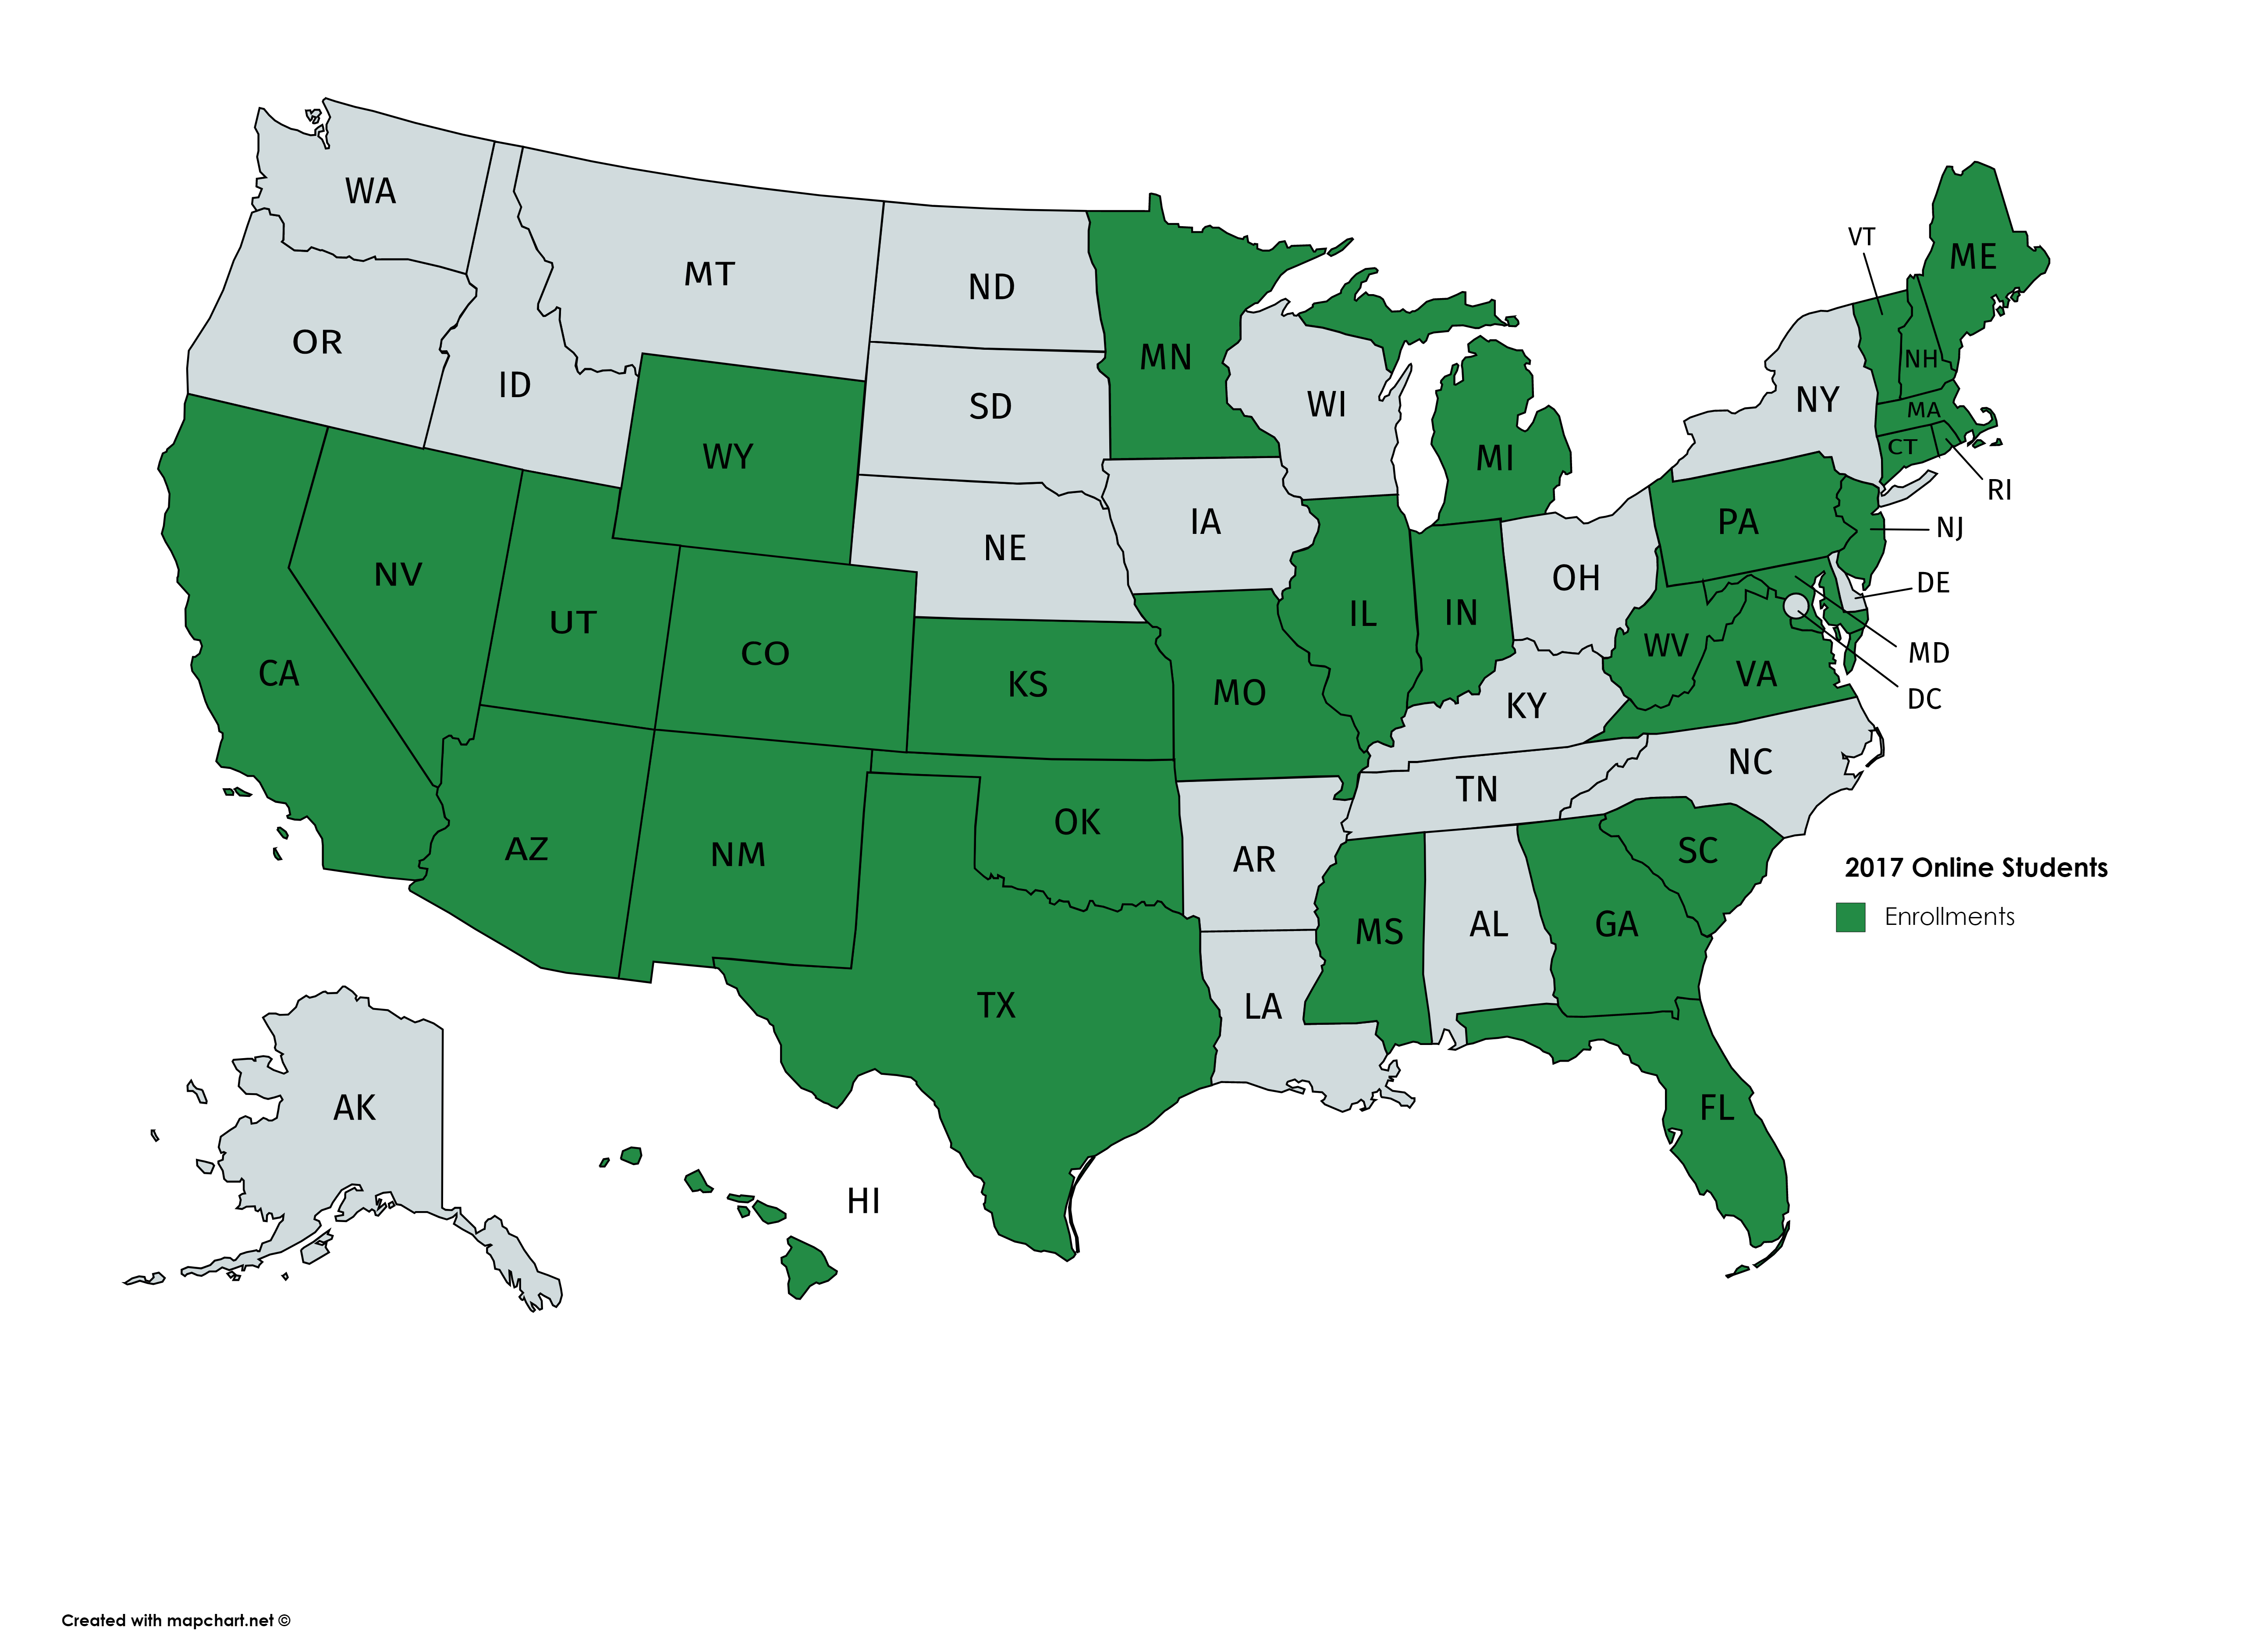 WA
OR
MT
ID
ND
SD
MN
WI
MI
ME
VT
NH
NY
MA
CT
RI
WY
NE
IA
PA
NJ
DE
MD
DC
OH
IN
IL
NV
UT
CO
CA
KS
MO
WV
VA
KY
NC
TN
AZ
NM
OK
AR
SC
MS
AL
GA
TX
LA
FL
AK
HI
2017 Online Students
Enrollments
Created with mapchart.net ©